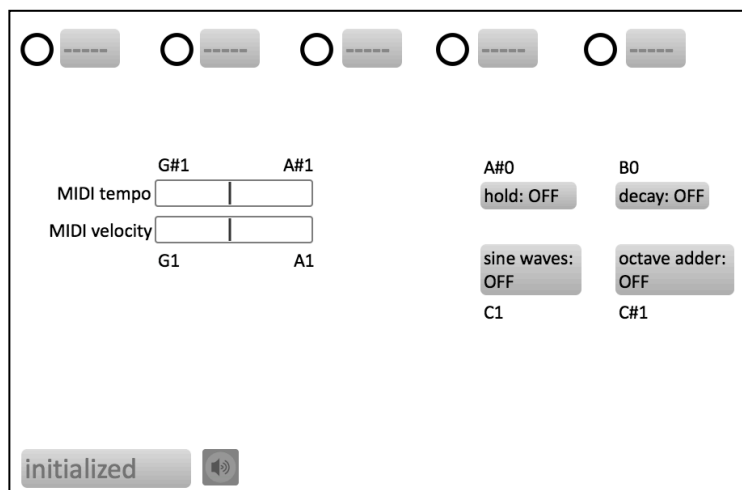 ----- ----- ----- ----- -----
G#1 A#1 A#0 B0
MIDI tempo hold: OFF decay: OFF
MIDI velocity
G1 A1 sine waves: octave adder:
OFF OFF
C1 C#1
initialized